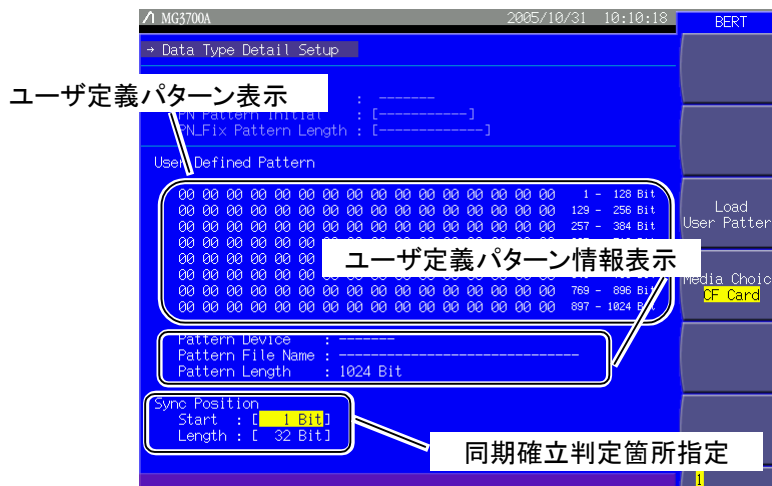 MG3700A 2005/10/31 10:10:18 BERT
→ Data Type Detail Setup
ユーザ定義パターン表示
: -------
PN Pattern Initial : [-----------]
PN_Fix Pattern Length : [-------------]
User Defined Pattern
00 00 00 00 00 00 00 00 00 00 00 00 00 00 00 00 1 - 128 Bit
00 00 00 00 00 00 00 00 00 00 00 00 00 00 00 00 129 - 256 Bit
00 00 00 00 00 00 00 00 00 00 00 00 00 00 00 00 257 - 384 Bit
00 00 00 00 00 00
00 00 00 00 00 00
ユーザ定義パターン情報表示
00 00 00 00 00 00
00 00 00 00 00 00 00 00 00 00 00 00 00 00 00 00 769 - 896 Bit
00 00 00 00 00 00 00 00 00 00 00 00 00 00 00 00 897 - 1024 Bit
Load
User Patter
Media Choic
CF Card
Pattern Device : -------
Pattern File Name : ------------------------------
Pattern Length : 1024 Bit
Sync Position
Start : [ 1 Bit]
Length : [ 32 Bit]
同期確立判定箇所指定
1